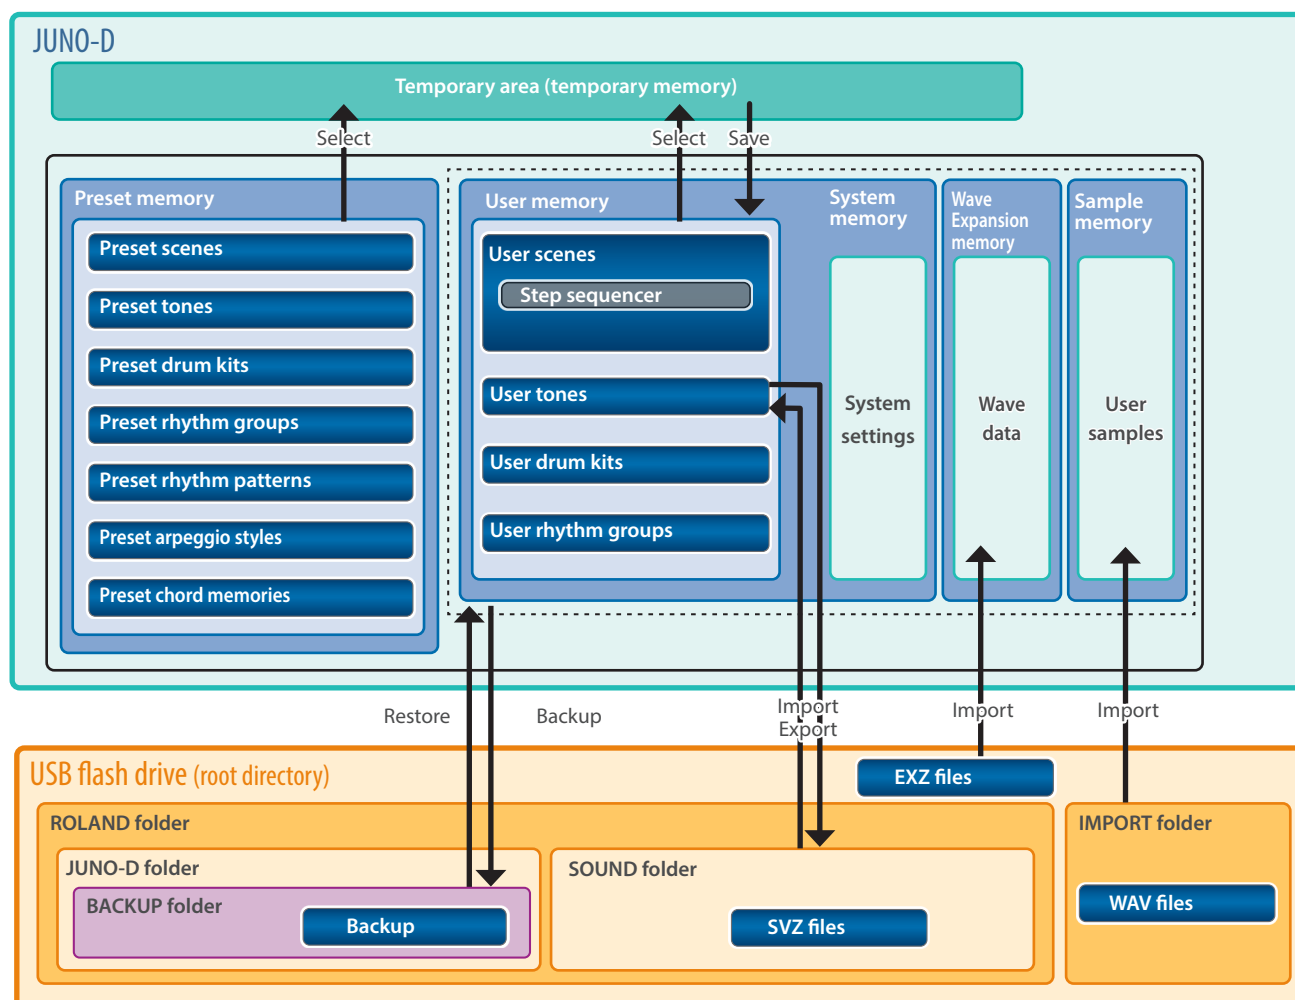 JUNO-D
Temporary area (temporary memory)
Select
Select
Save
Preset memory
Preset scenes
Preset tones
Preset drum kits
Preset rhythm groups
Preset rhythm patterns
Preset arpeggio styles
Preset chord memories
User memory
User scenes
Step sequencer
User tones
User drum kits
User rhythm groups
System
memory
System
settings
Wave
Expansion
memory
Wave
data
Sample
memory
User
samples
Restore
Backup
Import
Export
Import
Import
USB flash drive (root directory)
EXZ files
ROLAND folder
JUNO-D folder
BACKUP folder
Backup
SOUND folder
SVZ files
IMPORT folder
WAV files